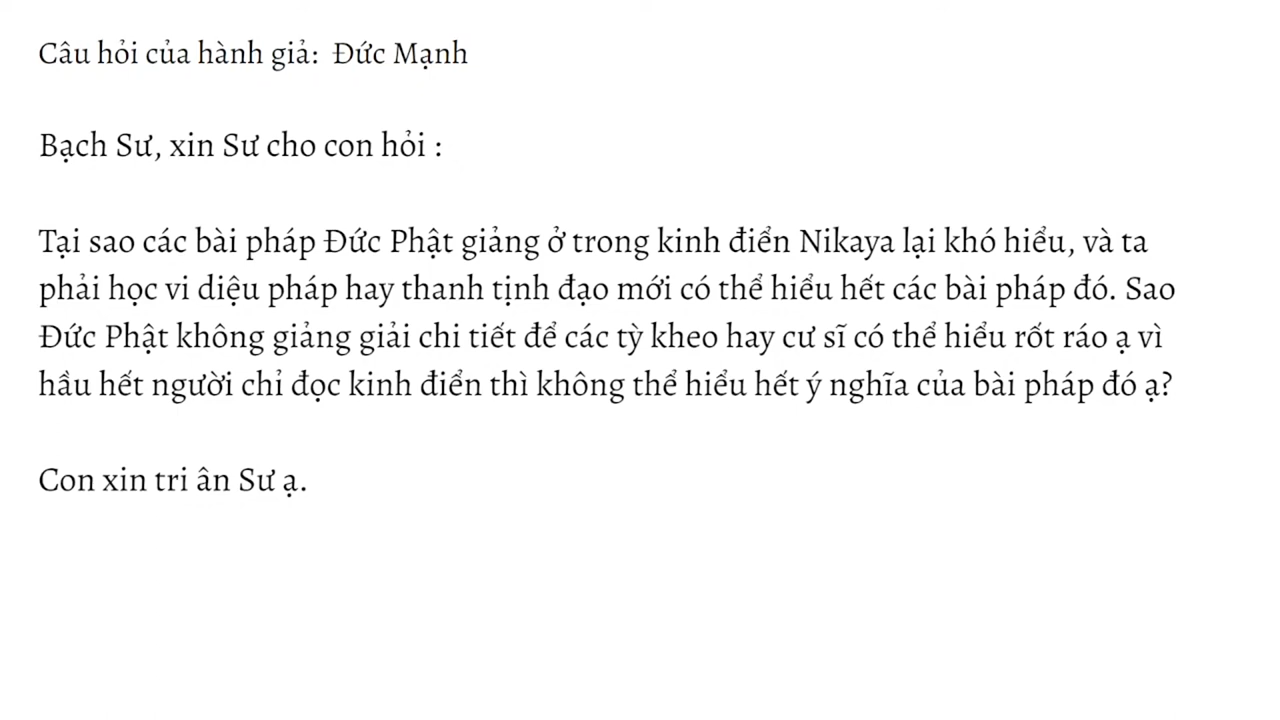 Câu hỏi của hành giả: Đức Mạnh
Bạch Sư, xin Sư cho con hỏi :
Tại sao các bài pháp Đức Phật giảng ở trong kinh điển Nikaya lại khó hiểu, và ta
phải học vi diệu pháp hay thanh tịnh đạo mới có thể hiểu hết các bài pháp đó. Sao
Đức Phật không giảng giải chi tiết để các tỳ kheo hay cư sĩ có thể hiểu rốt ráo ạ vì
hầu hết người chỉ đọc kinh điển thì không thể hiểu hết ý nghĩa của bài pháp đó ạ?
Con xin tri ân Sư ạ.